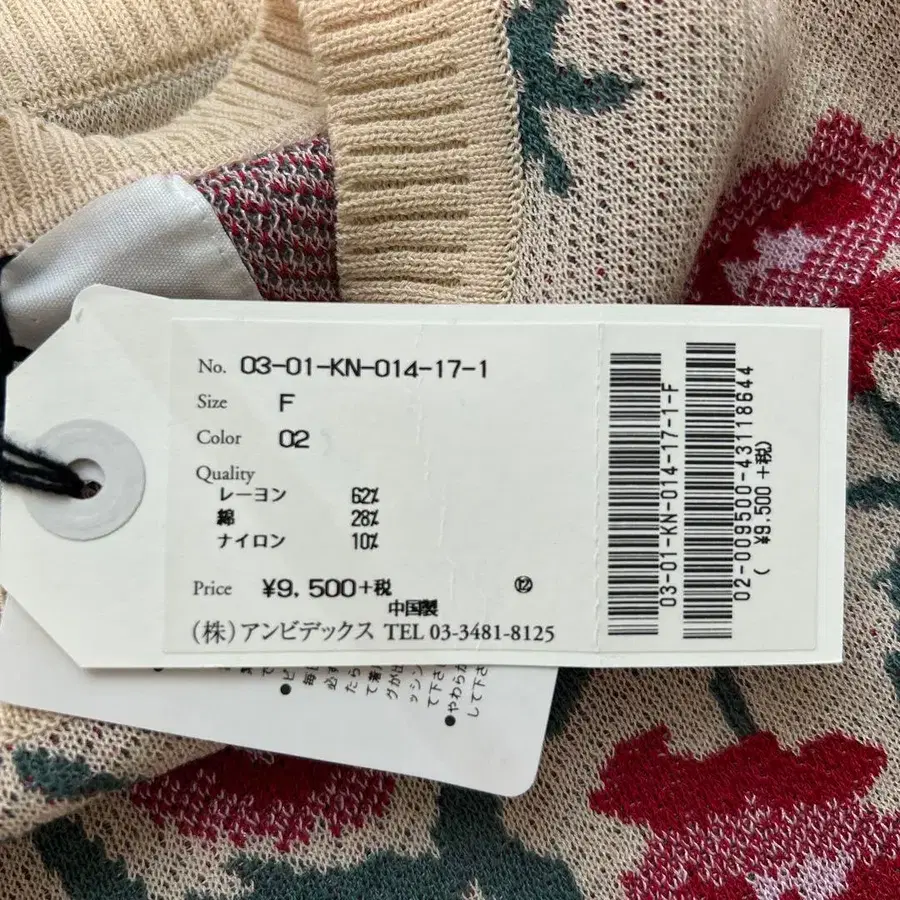 No. 03-01-KN-014-17-1
Size F
Color 02
Quality
レーヨン 62%
綿 28%
ナイロン 10%
Price ¥9,500+税 ⑫
中国製
(株)アンビデックス TEL 03-3481-8125
03-01-KN-014-17-1-F
02-009500-43118644
( ¥9.500 +税)